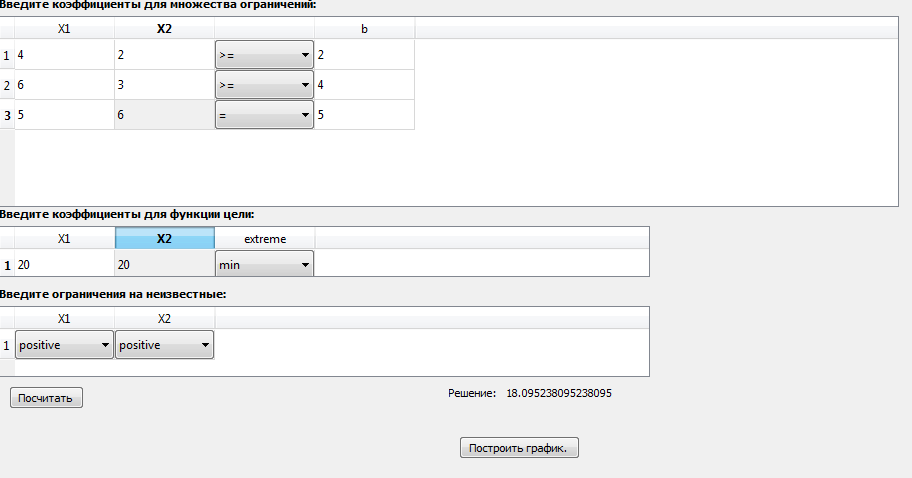 Введите коэффициенты для множества ограничений:
X1 X2 b
1 4 2 >= 2
2 6 3 >= 4
3 5 6 = 5
Введите коэффициенты для функции цели:
X1 X2 extreme
1 20 20 min
Введите ограничения на неизвестные:
X1 X2
1 positive positive
Посчитать Решение: 18.095238095238095
Построить график.